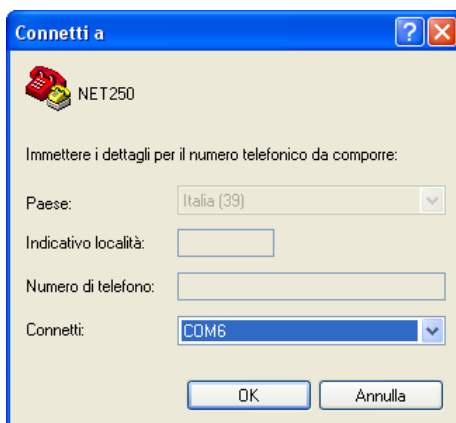 Connetti a
NET250
Immettere i dettagli per il numero telefonico da comporre:
Paese: Italia (39)
Indicativo località:
Numero di telefono:
Connetti: COM6
OK Annulla